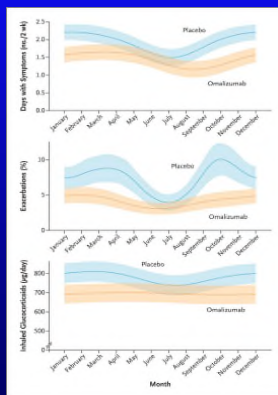 Days with Symptoms (no./2 wk)
2.5
2.0
1.5
1.0
0.5
0.0
Placebo
Omalizumab
January
February
March
April
May
June
July
August
September
October
November
December
Exacerbations (%)
10
5
0
Placebo
Omalizumab
January
February
March
April
May
June
July
August
September
October
November
December
Inhaled Glucocorticoids (µg/day)
800
700
600
500
0
Placebo
Omalizumab
January
February
March
April
May
June
July
August
September
October
November
December
Month